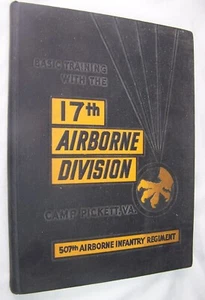 BASIC TRAINING
WITH THE
17th
AIRBORNE
DIVISION
CAMP PICKETT, VA.
507th AIRBORNE INFANTRY REGIMENT